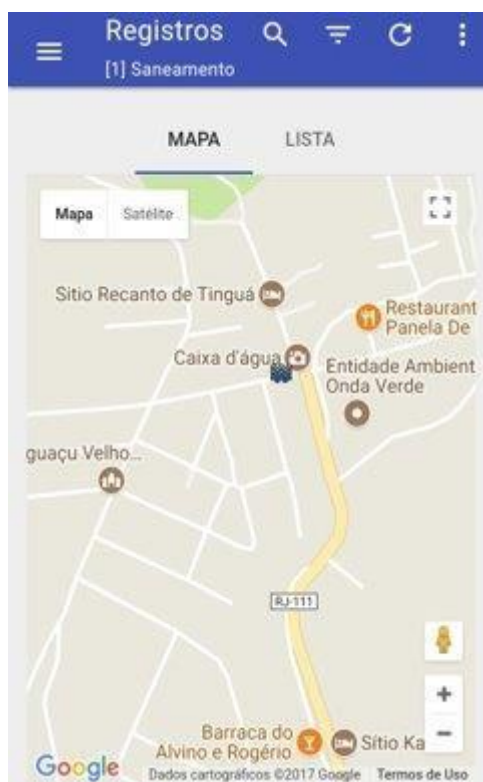 Registros
[1] Saneamento
MAPA LISTA
Mapa Satélite
Sitio Recanto de Tinguá
Restaurant
Panela De
Caixa d'água
Entidade Ambient
Onda Verde
guaçu Velho...
RJ-111
+
−
Barraca do
Alvino e Rogério
Sítio Ka
Google
Dados cartográficos ©2017 Google Termos de Uso